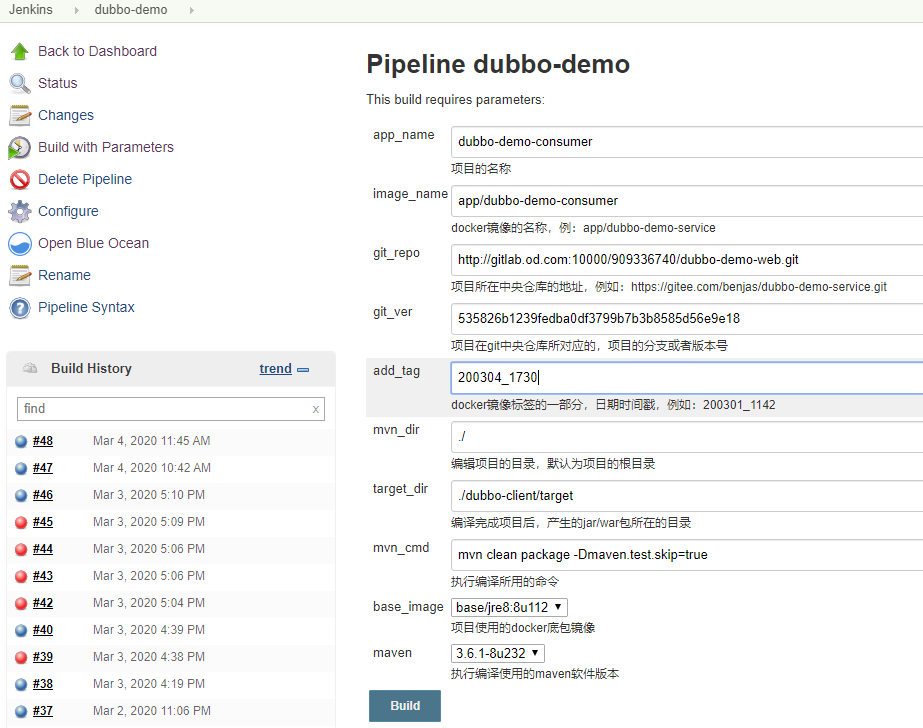 Jenkins dubbo-demo
Back to Dashboard
Status
Changes
Build with Parameters
Delete Pipeline
Configure
Open Blue Ocean
Rename
Pipeline Syntax
Build History trend
find x
#48 Mar 4, 2020 11:45 AM
#47 Mar 4, 2020 10:42 AM
#46 Mar 3, 2020 5:10 PM
#45 Mar 3, 2020 5:09 PM
#44 Mar 3, 2020 5:06 PM
#43 Mar 3, 2020 5:06 PM
#42 Mar 3, 2020 5:04 PM
#40 Mar 3, 2020 4:39 PM
#39 Mar 3, 2020 4:38 PM
#38 Mar 3, 2020 4:19 PM
#37 Mar 2, 2020 11:06 PM
Pipeline dubbo-demo
This build requires parameters:
app_name dubbo-demo-consumer
项目的名称
image_name app/dubbo-demo-consumer
docker镜像的名称，例：app/dubbo-demo-service
git_repo http://gitlab.od.com:10000/909336740/dubbo-demo-web.git
项目所在中央仓库的地址，例如：https://gitee.com/benjas/dubbo-demo-service.git
git_ver 535826b1239fedba0df3799b7b3b8585d56e9e18
项目在git中央仓库所对应的，项目的分支或者版本号
add_tag 200304_1730
docker镜像标签的一部分，日期时间戳，例如：200301_1142
mvn_dir ./
编辑项目的目录，默认为项目的根目录
target_dir ./dubbo-client/target
编译完成项目后，产生的jar/war包所在的目录
mvn_cmd mvn clean package -Dmaven.test.skip=true
执行编译所用的命令
base_image base/jre8:8u112
项目使用的docker底包镜像
maven 3.6.1-8u232
执行编译使用的maven软件版本
Build